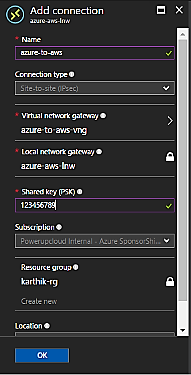 Add connection
azure-aws-lnw
* Name
azure-to-aws
Connection type
Site-to-site (IPsec)
* Virtual network gateway
azure-to-aws-vng
* Local network gateway
azure-aws-lnw
* Shared key (PSK)
123456789
Subscription
Powerupcloud Internal - Azure SponsorShi...
Resource group
karthik-rg
Create new
Location
OK